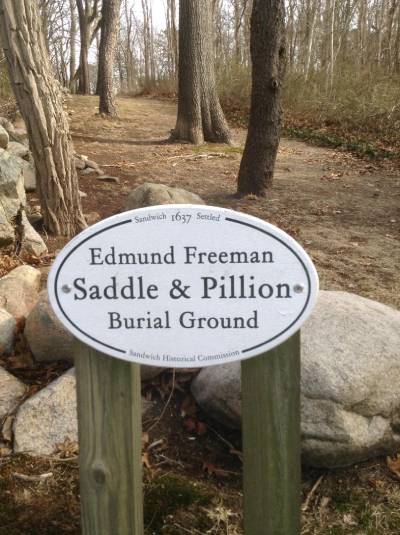 Sandwich 1637 Settled
Edmund Freeman
Saddle & Pillion
Burial Ground
Sandwich Historical Commission